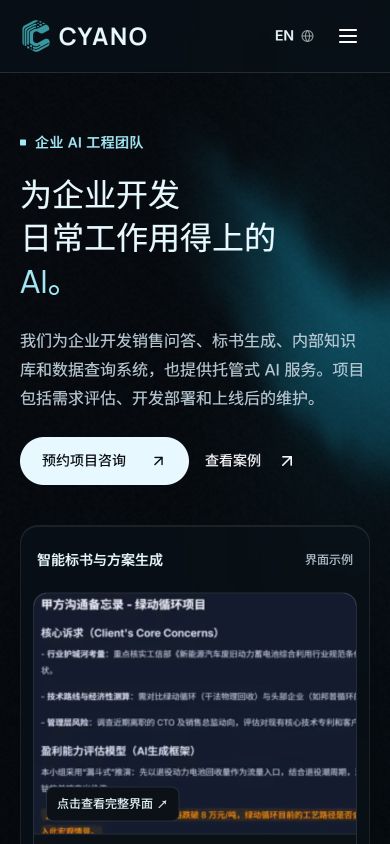 CYANO
EN
企业 AI 工程团队
为企业开发
日常工作用得上的
AI。
我们为企业开发销售问答、标书生成、内部知识
库和数据查询系统，也提供托管式 AI 服务。项目
包括需求评估、开发部署和上线后的维护。
预约项目咨询 ↗ 查看案例 ↗
智能标书与方案生成 界面示例
甲方沟通备忘录 - 绿动循环项目
核心诉求（Client's Core Concerns）
- 行业护城河考量：重点核实工信部《新能源汽车废旧动力蓄电池综合利用行业规范条
状。
- 技术路线与经济性测算：需对比绿动循环（干法物理回收）与头部企业（如邦普循环
- 管理层风险：调查近期离职的 CTO 及销售总监动向，评估对现有核心技术专利和客户
盈利能力评估模型（AI生成框架）
本小组采用“漏斗式”推演：先以退役动力电池回收量作为流量入口，结合退役潮周期，
点击查看完整界面 ↗
跌破 8 万元/吨，绿动循环目前的工艺路径是否
入此宏观情景。